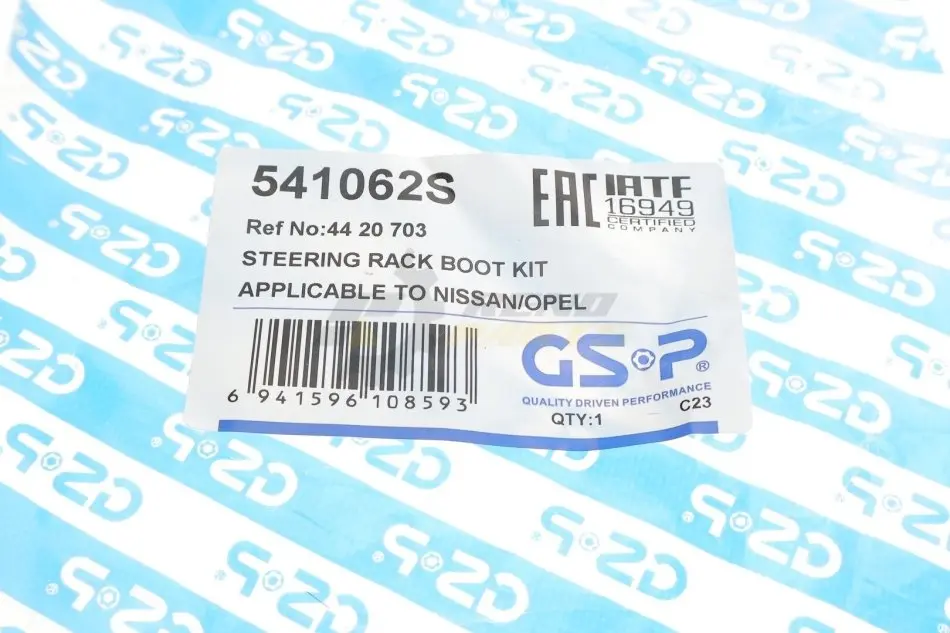 541062S
EAC
IATF
16949
CERTIFIED
COMPANY
Ref No:44 20 703
STEERING RACK BOOT KIT
APPLICABLE TO NISSAN/OPEL
6 941596 108593
GSP®
QUALITY DRIVEN PERFORMANCE
QTY:1
C23